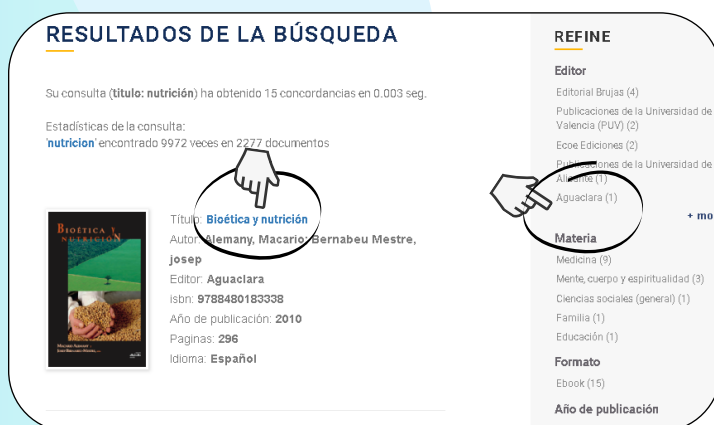 RESULTADOS DE LA BÚSQUEDA
Su consulta (titulo: nutrición) ha obtenido 15 concordancias en 0.003 seg.
Estadísticas de la consulta:
'nutricion' encontrado 9972 veces en 2277 documentos
BIOÉTICA Y
NUTRICIÓN
Título: Bioética y nutrición
Autor: Alemany, Macario; Bernabeu Mestre,
josep
Editor: Aguaclara
isbn: 9788480183338
Año de publicación: 2010
Paginas: 296
Idioma: Español
REFINE
Editor
Editorial Brujas (4)
Publicaciones de la Universidad de
Valencia (PUV) (2)
Ecoe Ediciones (2)
Publicaciones de la Universidad de
Alicante (1)
Aguaclara (1)
+ mo
Materia
Medicina (9)
Mente, cuerpo y espiritualidad (3)
Ciencias sociales (general) (1)
Familia (1)
Educación (1)
Formato
Ebook (15)
Año de publicación